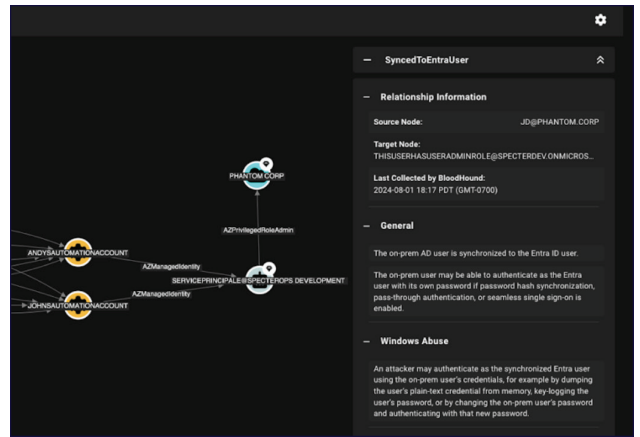 SyncedToEntraUser
Relationship Information
Source Node: JD@PHANTOM.CORP
Target Node:
THISUSERHASUSERADMINROLE@SPECTERDEV.ONMICROS...
Last Collected by BloodHound:
2024-08-01 18:17 PDT (GMT-0700)
General
The on-prem AD user is synchronized to the Entra ID user.
The on-prem user may be able to authenticate as the Entra
user with its own password if password hash synchronization,
pass-through authentication, or seamless single sign-on is
enabled.
Windows Abuse
An attacker may authenticate as the synchronized Entra user
using the on-prem user's credentials, for example by dumping
the user's plain-text credential from memory, key-logging the
user's password, or by changing the on-prem user's password
and authenticating with that new password.
PHANTOM CORP
AZPrivilegedRoleAdmin
ANDYSAUTOMATIONACCOUNT
AZManagedIdentity
SERVICEPRINCIPALE@SPECTEROPS DEVELOPMENT
AZManagedIdentity
JOHNSAUTOMATIONACCOUNT